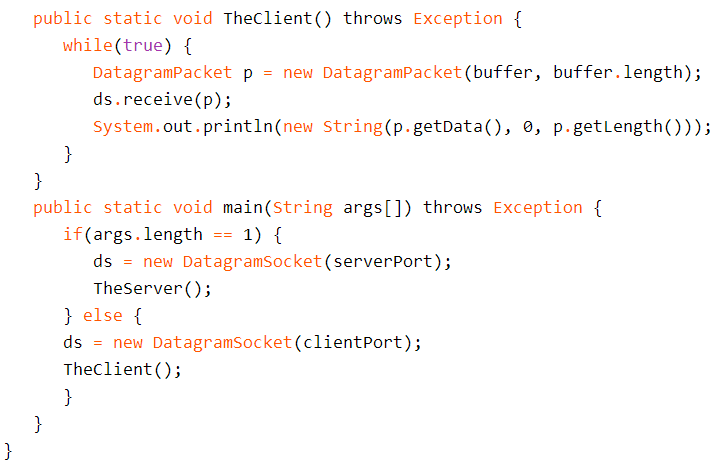 public static void TheClient() throws Exception {
while(true) {
DatagramPacket p = new DatagramPacket(buffer, buffer.length);
ds.receive(p);
System.out.println(new String(p.getData(), 0, p.getLength()));
}
}
public static void main(String args[]) throws Exception {
if(args.length == 1) {
ds = new DatagramSocket(serverPort);
TheServer();
} else {
ds = new DatagramSocket(clientPort);
TheClient();
}
}
}